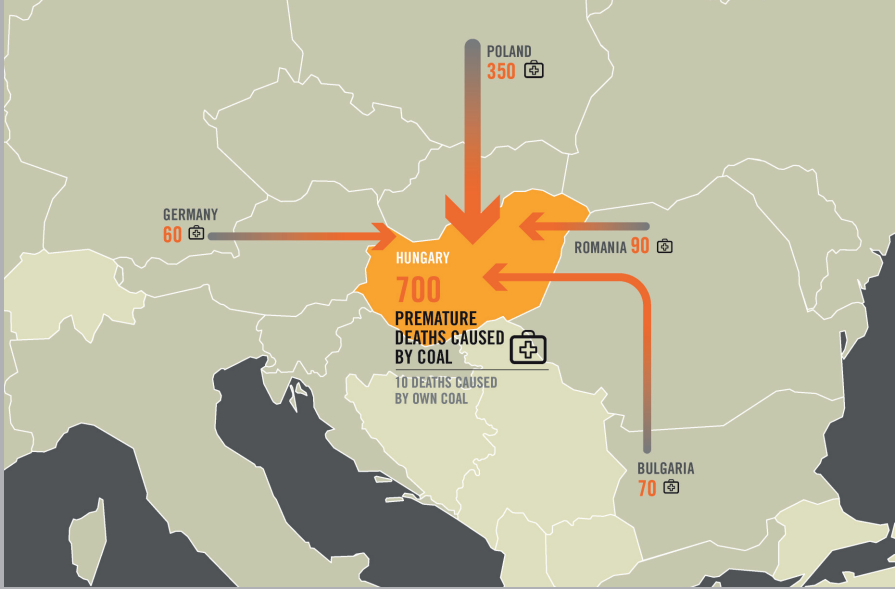 POLAND
350
GERMANY
60
ROMANIA 90
HUNGARY
700
PREMATURE
DEATHS CAUSED
BY COAL
10 DEATHS CAUSED
BY OWN COAL
BULGARIA
70